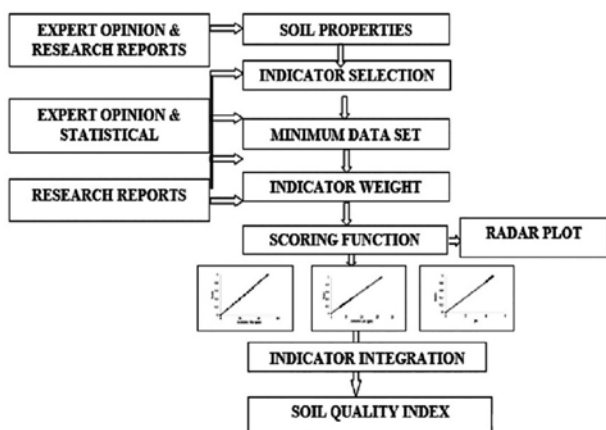 EXPERT OPINION &
RESEARCH REPORTS
SOIL PROPERTIES
INDICATOR SELECTION
EXPERT OPINION &
STATISTICAL
MINIMUM DATA SET
RESEARCH REPORTS
INDICATOR WEIGHT
SCORING FUNCTION
RADAR PLOT
INDICATOR INTEGRATION
SOIL QUALITY INDEX